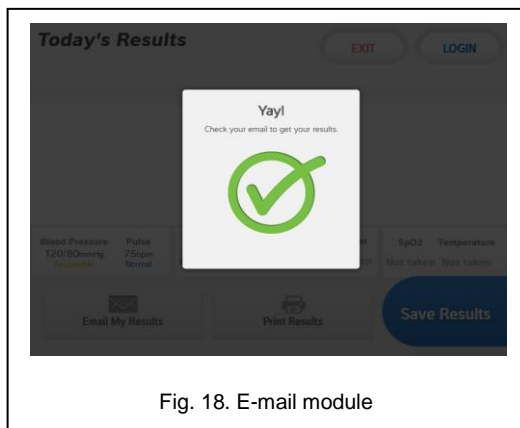 Today's Results
EXIT
LOGIN
Yay!
Check your email to get your results.
Blood Pressure
Pulse
SpO2
Temperature
120/80mmHg
75bpm
Not taken
Not taken
Acceptable
Normal
Email My Results
Print Results
Save Results
Fig. 18. E-mail module